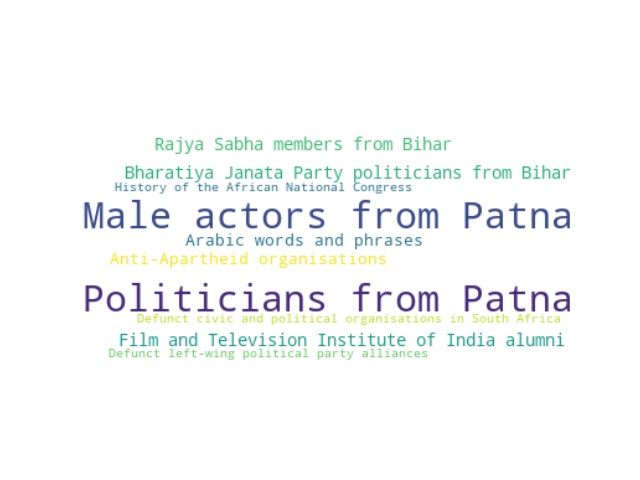 Rajya Sabha members from Bihar
Bharatiya Janata Party politicians from Bihar
History of the African National Congress
Male actors from Patna
Arabic words and phrases
Anti-Apartheid organisations
Politicians from Patna
Defunct civic and political organisations in South Africa
Film and Television Institute of India alumni
Defunct left-wing political party alliances